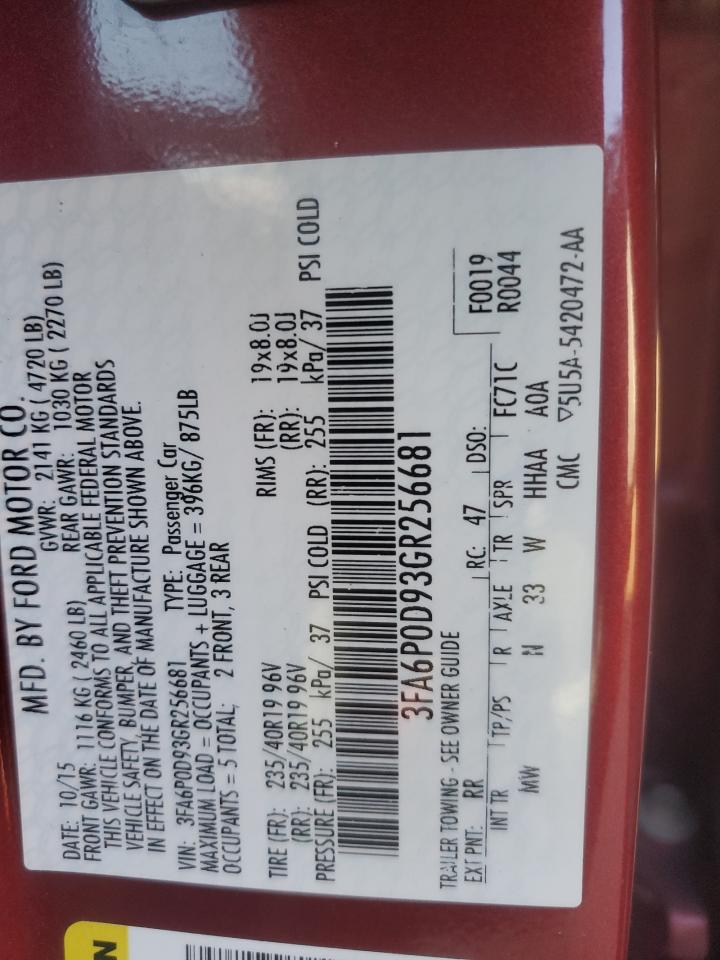 MFD. BY FORD MOTOR CO.
DATE: 10/15 GVWR: 2141 KG ( 4720 LB)
FRONT GAWR: 1116 KG ( 2460 LB) REAR GAWR: 1030 KG ( 2270 LB)
THIS VEHICLE CONFORMS TO ALL APPLICABLE FEDERAL MOTOR
VEHICLE SAFETY, BUMPER, AND THEFT PREVENTION STANDARDS
IN EFFECT ON THE DATE OF MANUFACTURE SHOWN ABOVE.
VIN: 3FA6P0D93GR256681 TYPE: Passenger Car
MAXIMUM LOAD = OCCUPANTS + LUGGAGE = 396KG/ 875LB
OCCUPANTS = 5 TOTAL; 2 FRONT, 3 REAR
TIRE (FR): 235/40R19 96V RIMS (FR): 19x8.0J
(RR): 235/40R19 96V (RR): 19x8.0J
PRESSURE (FR): 255 kPa/ 37 PSI COLD (RR): 255 kPa/ 37 PSI COLD
3FA6P0D93GR256681
TRAILER TOWING - SEE OWNER GUIDE
EXT PNT: RR RC: 47 DSO: F0019
R0044
INT TR TP/PS R AXLE TR SPR FC71C
MW N 33 W HHAA A0A
CMC ▽5U5A-5420472-AA
N